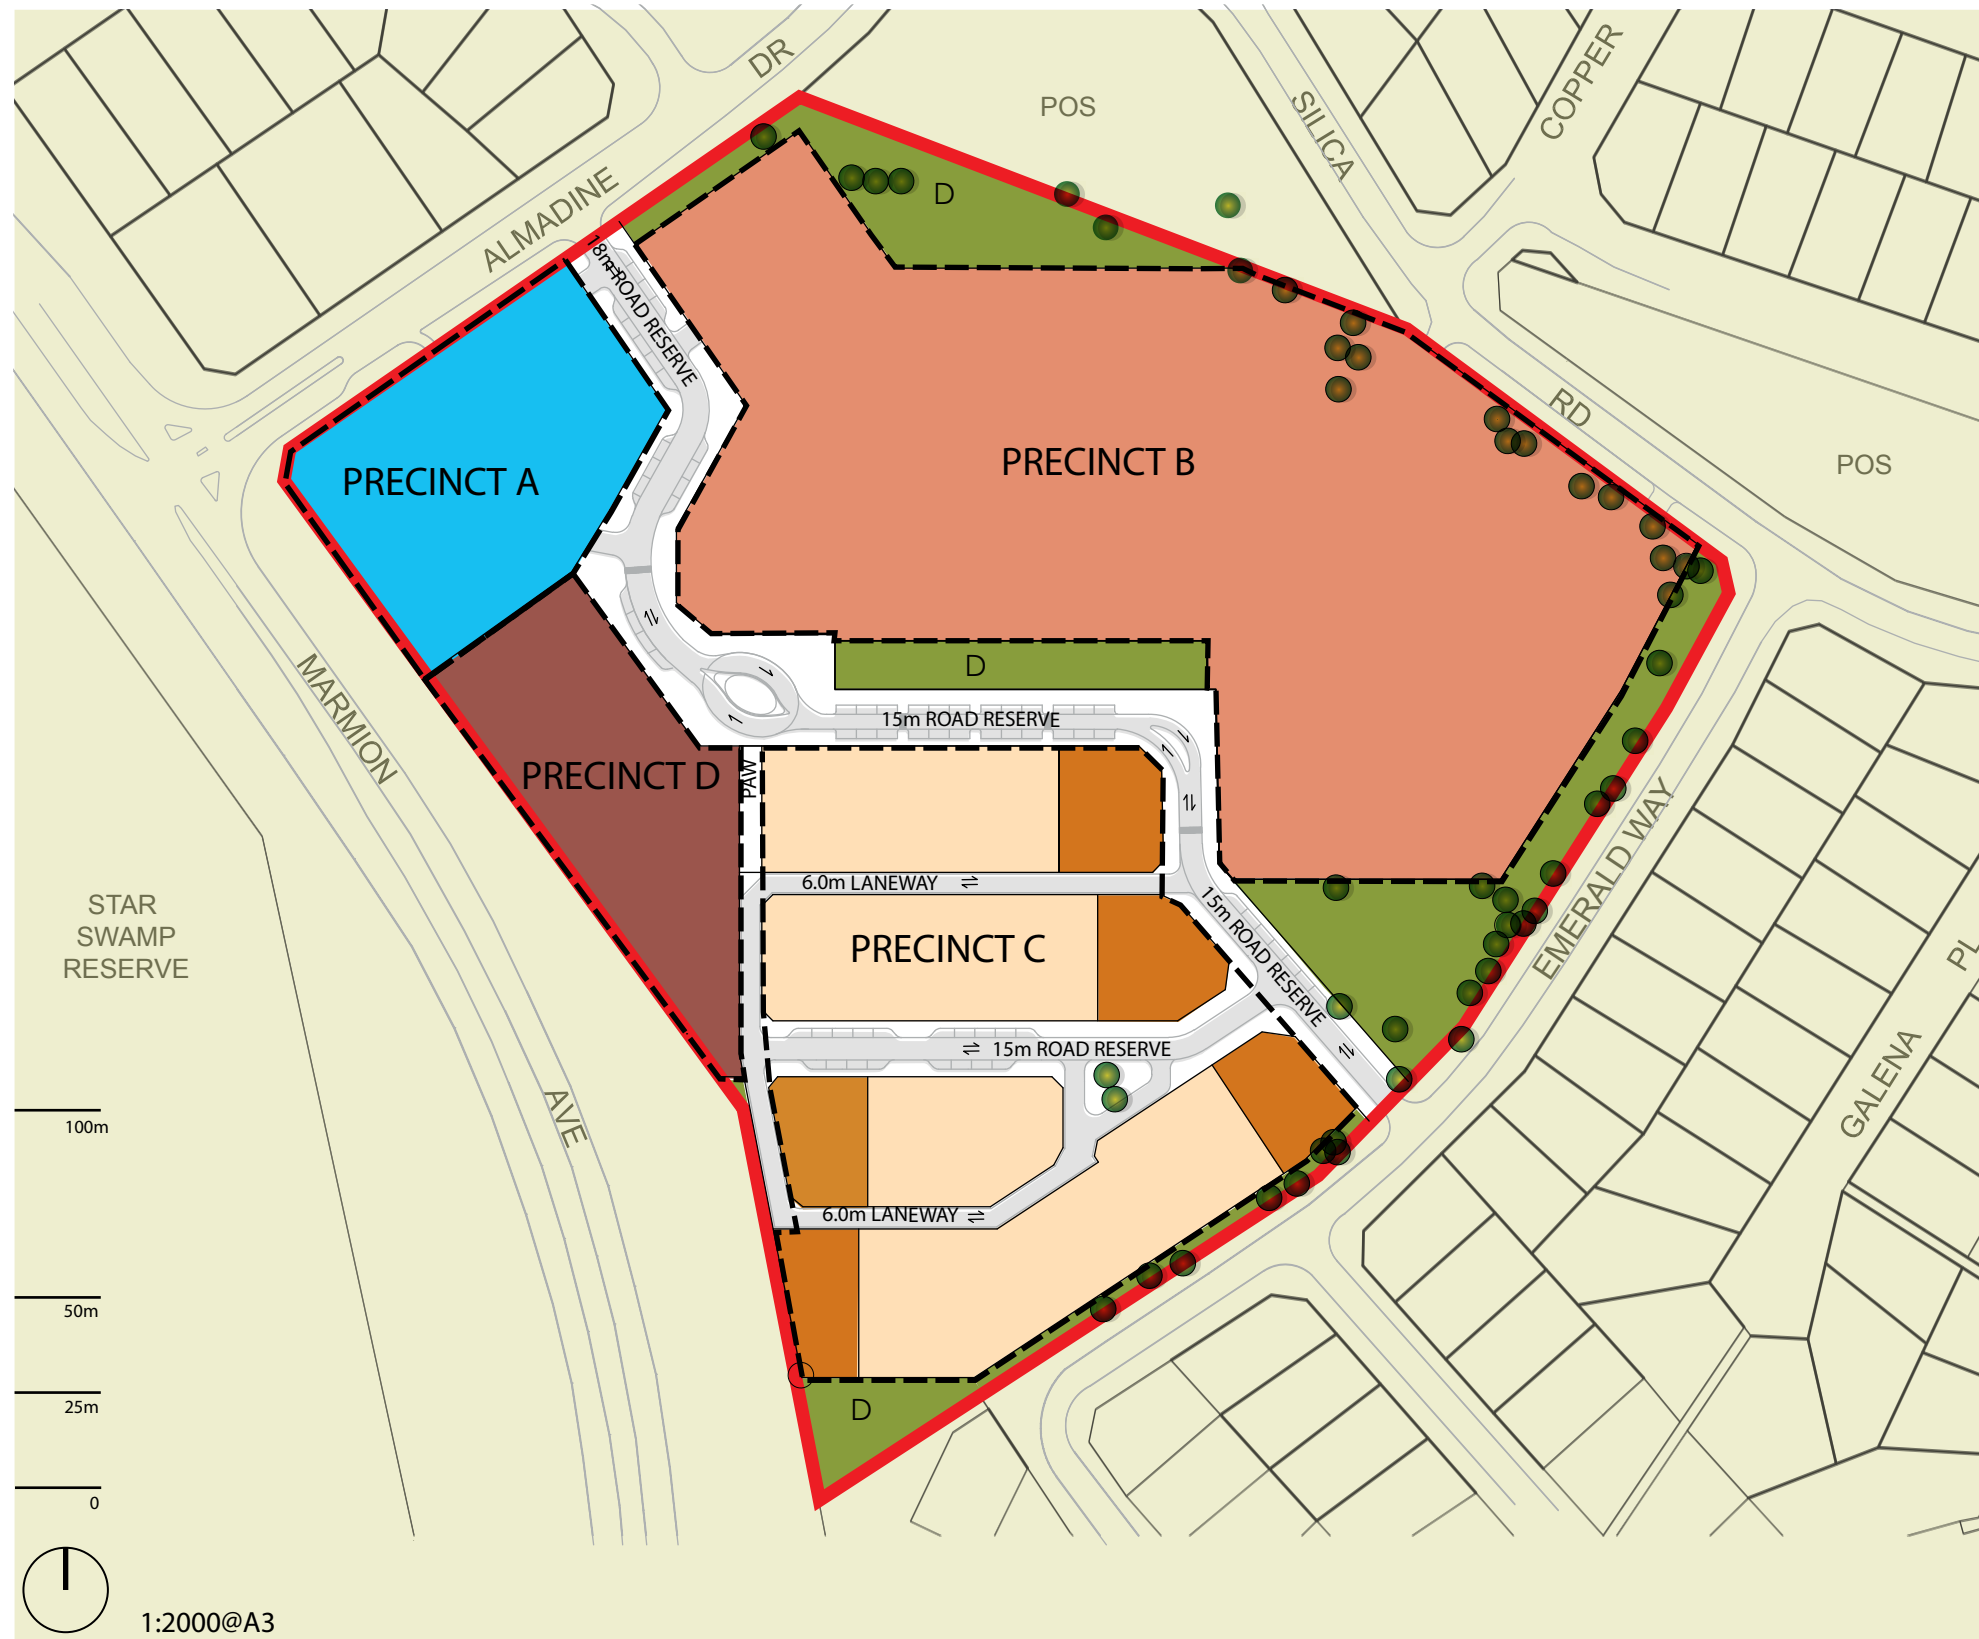 DR
POS
SILICA
COPPER
ALMADINE
D
18m ROAD RESERVE
RD
PRECINCT A
PRECINCT B
POS
D
MARMION
15m ROAD RESERVE
PRECINCT D
PAW
EMERALD WAY
6.0m LANEWAY
STAR
SWAMP
RESERVE
PRECINCT C
15m ROAD RESERVE
PL
15m ROAD RESERVE
GALENA
AVE
100m
6.0m LANEWAY
50m
25m
D
0
1:2000@A3